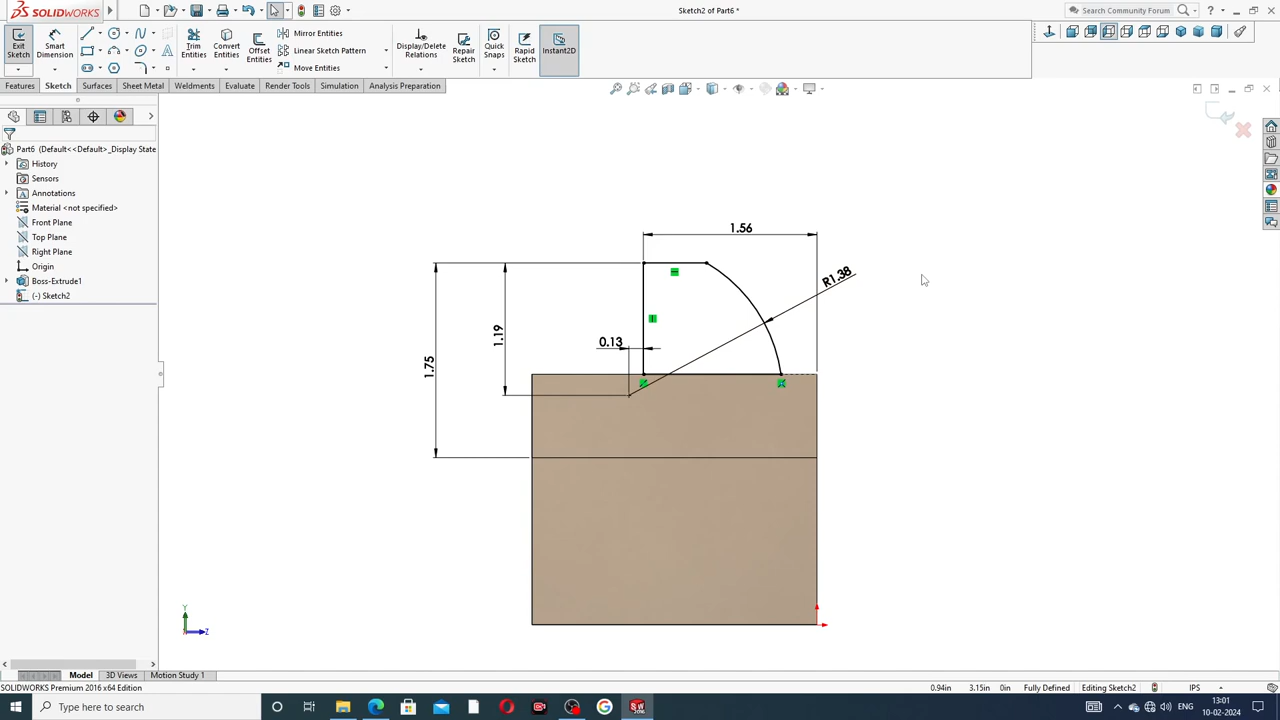 SOLIDWORKS
Sketch2 of Part6 *
Search Community Forum
Exit Sketch
Smart Dimension
Trim Entities
Convert Entities
Offset Entities
Mirror Entities
Linear Sketch Pattern
Move Entities
Display/Delete Relations
Repair Sketch
Quick Snaps
Rapid Sketch
Instant2D
Features
Sketch
Surfaces
Sheet Metal
Weldments
Evaluate
Render Tools
Simulation
Analysis Preparation
Part6 (Default<<Default>_Display State
History
Sensors
Annotations
Material <not specified>
Front Plane
Top Plane
Right Plane
Origin
Boss-Extrude1
(-) Sketch2
1.56
R1.38
1.19
0.13
1.75
Y
Z
Model
3D Views
Motion Study 1
SOLIDWORKS Premium 2016 x64 Edition
0.94in
3.15in
0in
Fully Defined
Editing Sketch2
IPS
Type here to search
ENG
13:01
10-02-2024